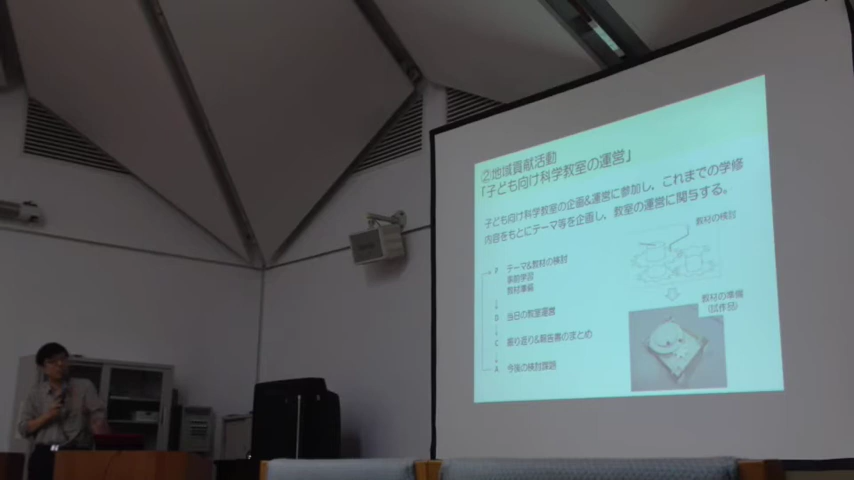 ②地域貢献活動
「子ども向け科学教室の運営」
子ども向け科学教室の企画&運営に参加し、これまでの学修
内容をもとにテーマ等を企画し、教室の運営に関与する。
教材の検討
P テーマ&教材の検討
事前学習
教材準備
教材の準備
(試作品)
D 当日の教室運営
C 振り返り&報告書のまとめ
A 今後の検討課題